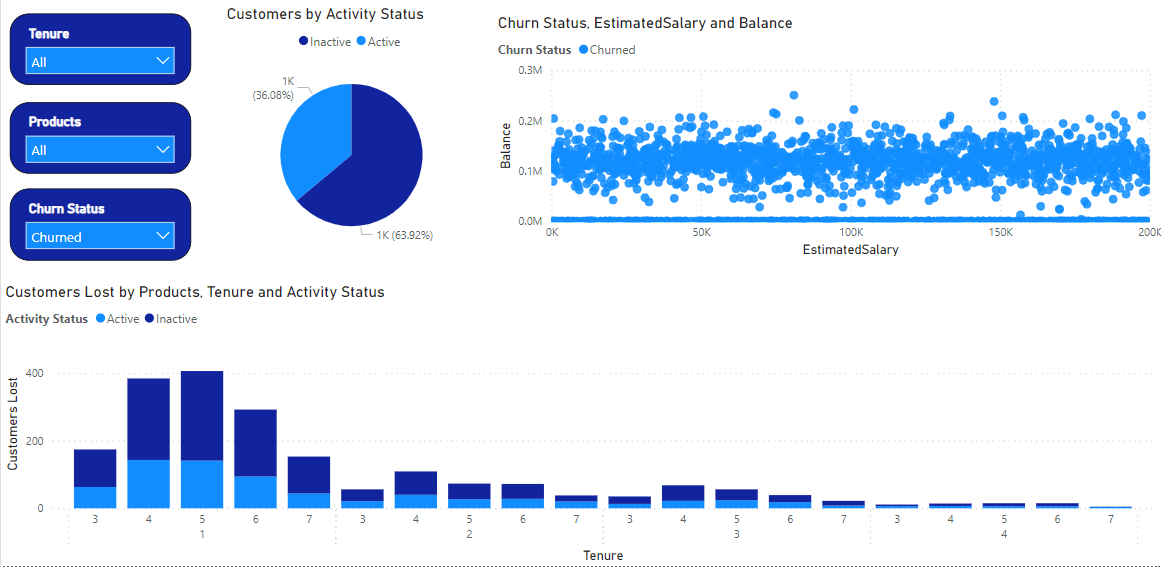 Tenure
All
Products
All
Churn Status
Churned
Customers by Activity Status
Inactive Active
1K
(36.08%)
1K (63.92%)
Churn Status, EstimatedSalary and Balance
Churn Status Churned
Balance
0.3M
0.2M
0.1M
0.0M
0K 50K 100K 150K 200K
EstimatedSalary
Customers Lost by Products, Tenure and Activity Status
Activity Status Active Inactive
Customers Lost
400
200
0
3 4 5 6 7 3 4 5 6 7 3 4 5 6 7 3 4 5 6 7
1 2 3 4
Tenure